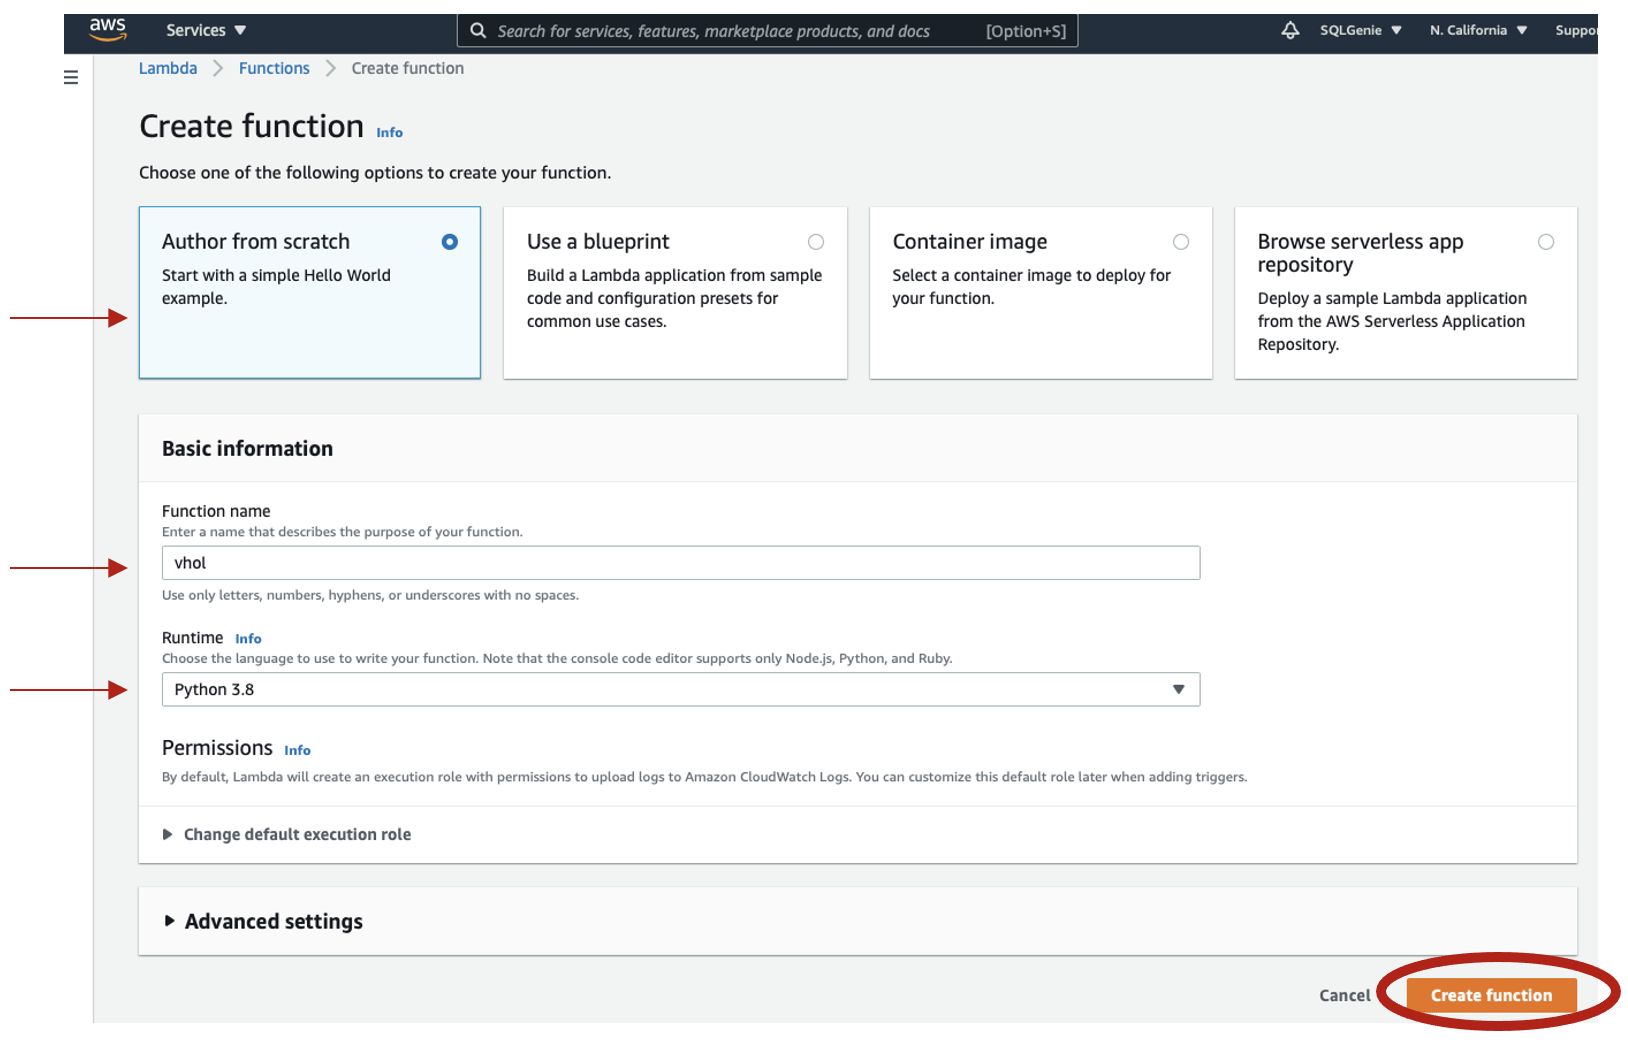 aws Services Search for services, features, marketplace products, and docs [Option+S] SQLGenie N. California Suppor
Lambda Functions Create function
Create function Info
Choose one of the following options to create your function.
Author from scratch
Start with a simple Hello World
example.
Use a blueprint
Build a Lambda application from sample
code and configuration presets for
common use cases.
Container image
Select a container image to deploy for
your function.
Browse serverless app
repository
Deploy a sample Lambda application
from the AWS Serverless Application
Repository.
Basic information
Function name
Enter a name that describes the purpose of your function.
vhol
Use only letters, numbers, hyphens, or underscores with no spaces.
Runtime Info
Choose the language to use to write your function. Note that the console code editor supports only Node.js, Python, and Ruby.
Python 3.8
Permissions Info
By default, Lambda will create an execution role with permissions to upload logs to Amazon CloudWatch Logs. You can customize this default role later when adding triggers.
Change default execution role
Advanced settings
Cancel Create function